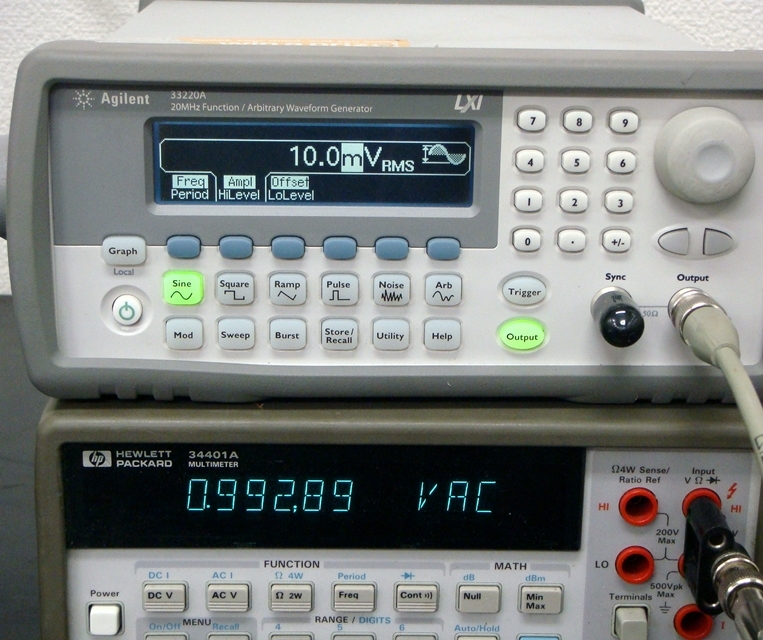 Agilent
33220A
20MHz Function / Arbitrary Waveform Generator
LXI
10.0mVRMS
Freq Ampl Offset
Period HiLevel LoLevel
7 8 9
4 5 6
1 2 3
0 . +/-
Graph
Local
Sine Square Ramp Pulse Noise Arb
Trigger
Mod Sweep Burst Store/Recall Utility Help
Output
Sync Output
50Ω
hp HEWLETT PACKARD
34401A
MULTIMETER
0.992,89 VAC
Ω4W Sense/
Ratio Ref
Input
V Ω
HI HI
200V
Max
LO
500Vpk
Max
Terminals
I
FUNCTION MATH
DC I AC I Ω 4W Period dB dBm
Power
DC V AC V Ω 2W Freq Cont Null Min Max
MENU RANGE / DIGITS
On/Off Recall 4 5 6 Auto/Hold